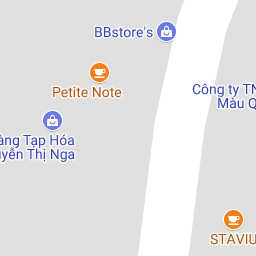 BBstore's
Petite Note
Công ty TN
Màu Q
àng Tạp Hóa
uyễn Thị Nga
STAVIU